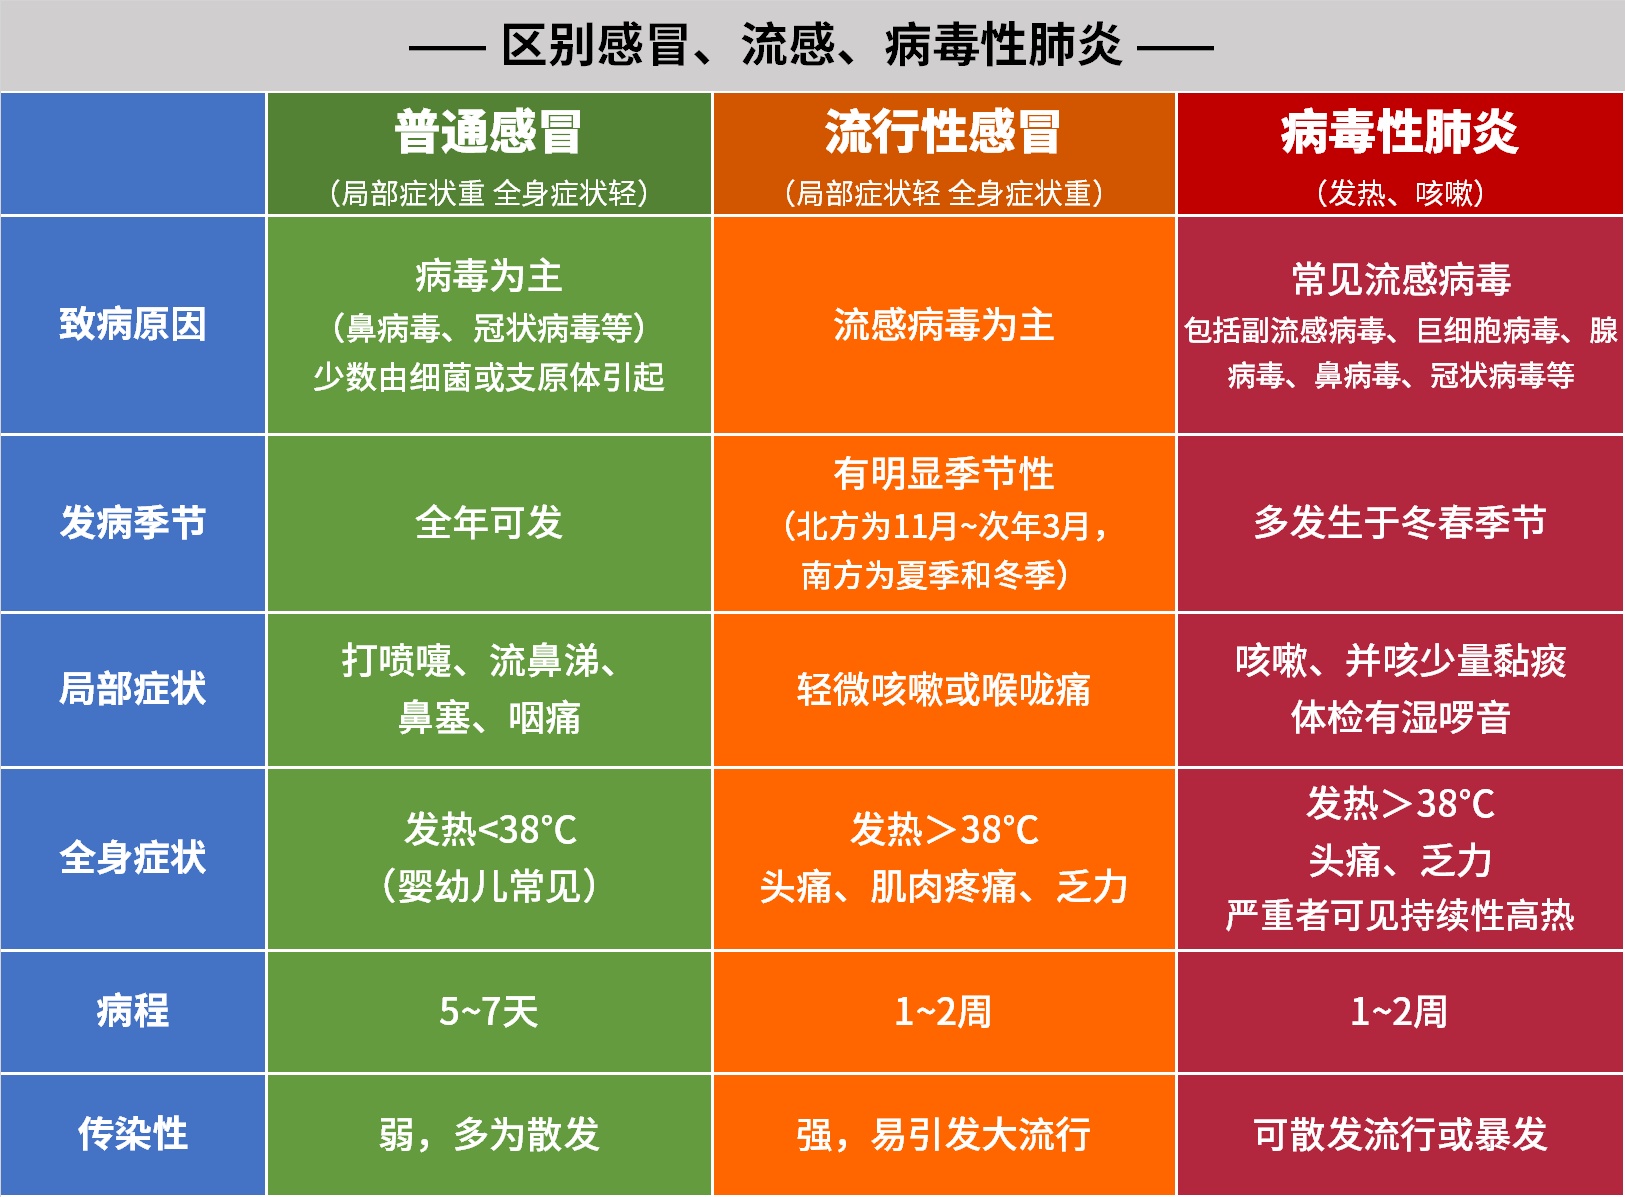 区别感冒、流感、病毒性肺炎
普通感冒
（局部症状重 全身症状轻）
流行性感冒
（局部症状轻 全身症状重）
病毒性肺炎
（发热、咳嗽）
致病原因
病毒为主
（鼻病毒、冠状病毒等）
少数由细菌或支原体引起
流感病毒为主
常见流感病毒
包括副流感病毒、巨细胞病毒、腺
病毒、鼻病毒、冠状病毒等
发病季节
全年可发
有明显季节性
（北方为11月~次年3月，
南方为夏季和冬季）
多发生于冬春季节
局部症状
打喷嚏、流鼻涕、
鼻塞、咽痛
轻微咳嗽或喉咙痛
咳嗽、并咳少量黏痰
体检有湿啰音
全身症状
发热<38℃
（婴幼儿常见）
发热＞38℃
头痛、肌肉疼痛、乏力
发热＞38℃
头痛、乏力
严重者可见持续性高热
病程
5~7天
1~2周
1~2周
传染性
弱，多为散发
强，易引发大流行
可散发流行或暴发